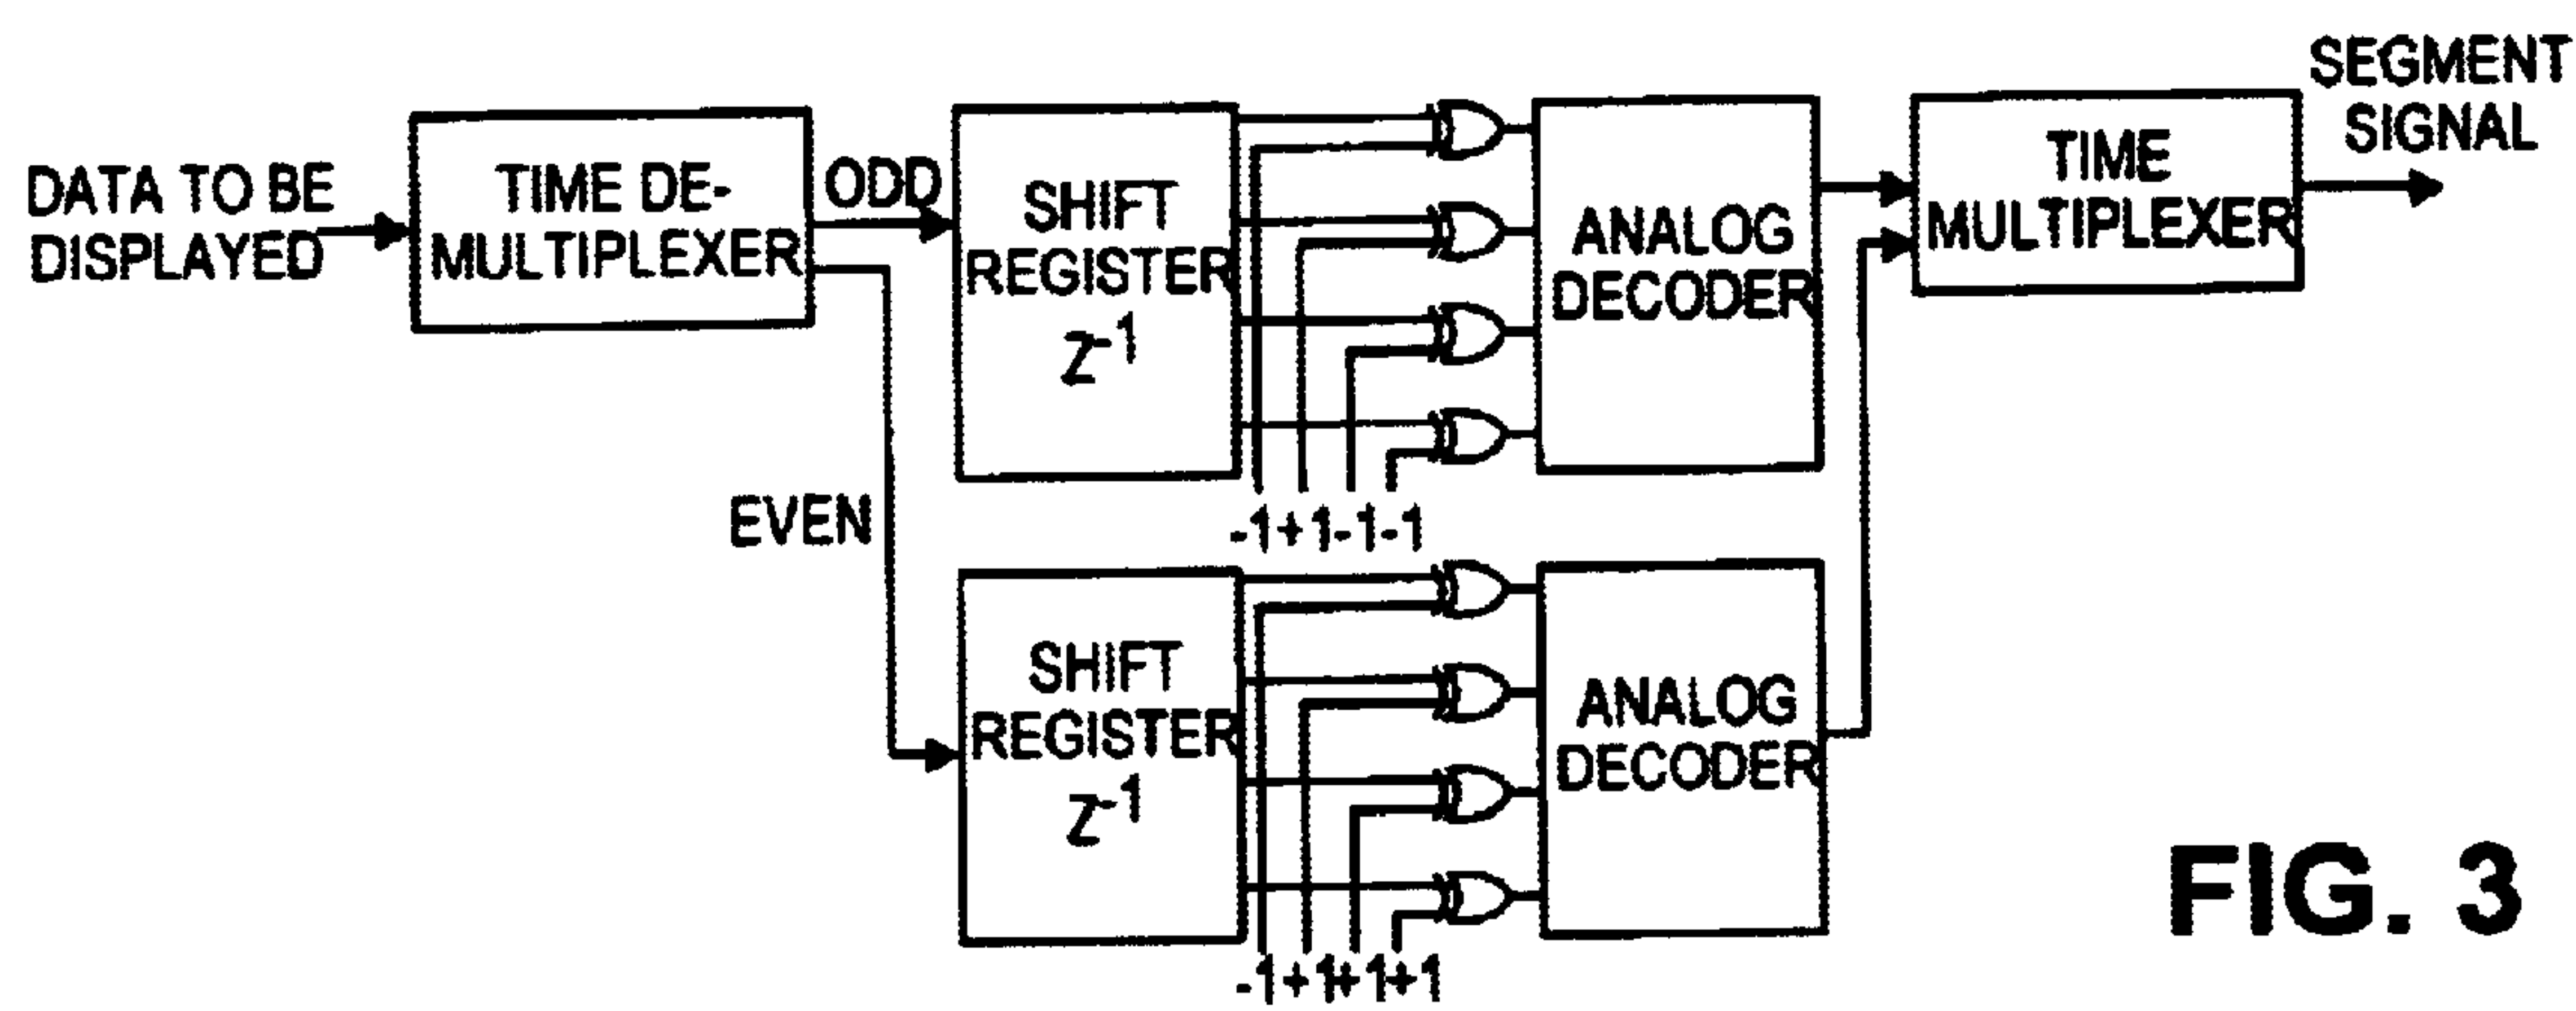 DATA TO BE
DISPLAYED
TIME DE-
MULTIPLEXER
ODD
EVEN
SHIFT
REGISTER
Z-1
-1+1-1-1
ANALOG
DECODER
TIME
MULTIPLEXER
SEGMENT
SIGNAL
SHIFT
REGISTER
Z-1
-1+1+1+1
ANALOG
DECODER
FIG. 3